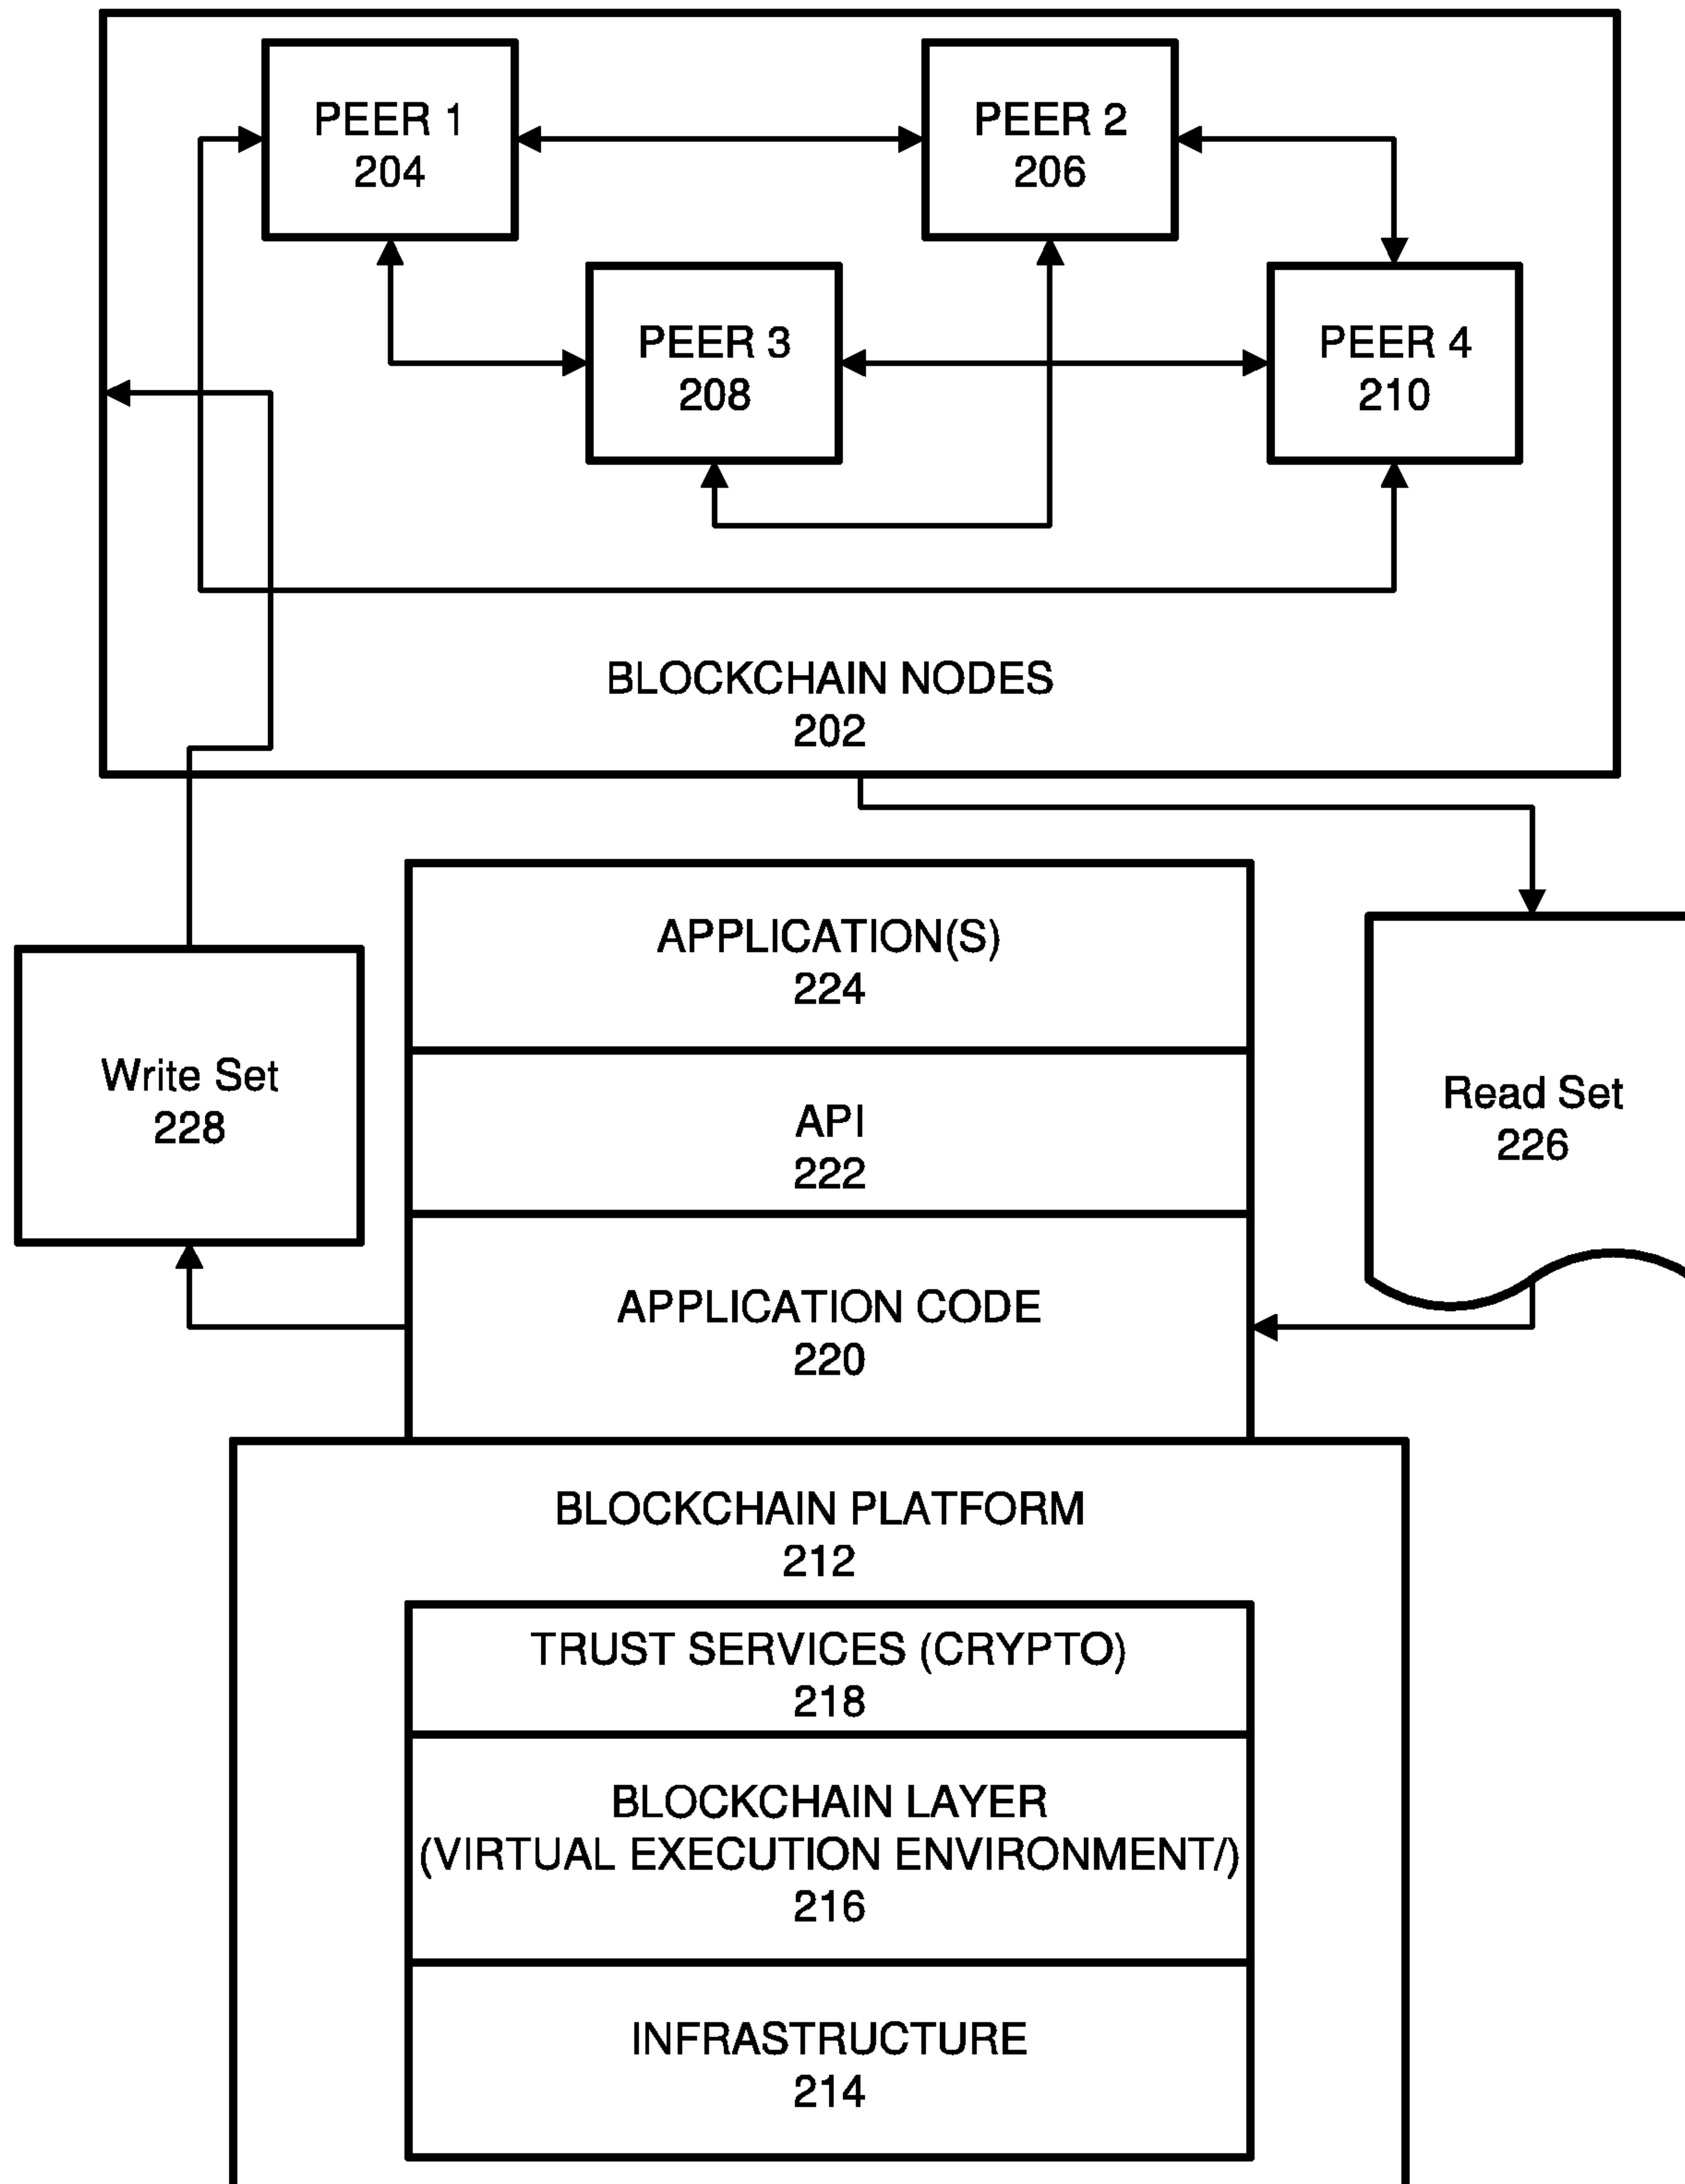 PEER 1
204
PEER 2
206
PEER 3
208
PEER 4
210
BLOCKCHAIN NODES
202
APPLICATION(S)
224
Write Set
228
API
222
Read Set
226
APPLICATION CODE
220
BLOCKCHAIN PLATFORM
212
TRUST SERVICES (CRYPTO)
218
BLOCKCHAIN LAYER
(VIRTUAL EXECUTION ENVIRONMENT/)
216
INFRASTRUCTURE
214